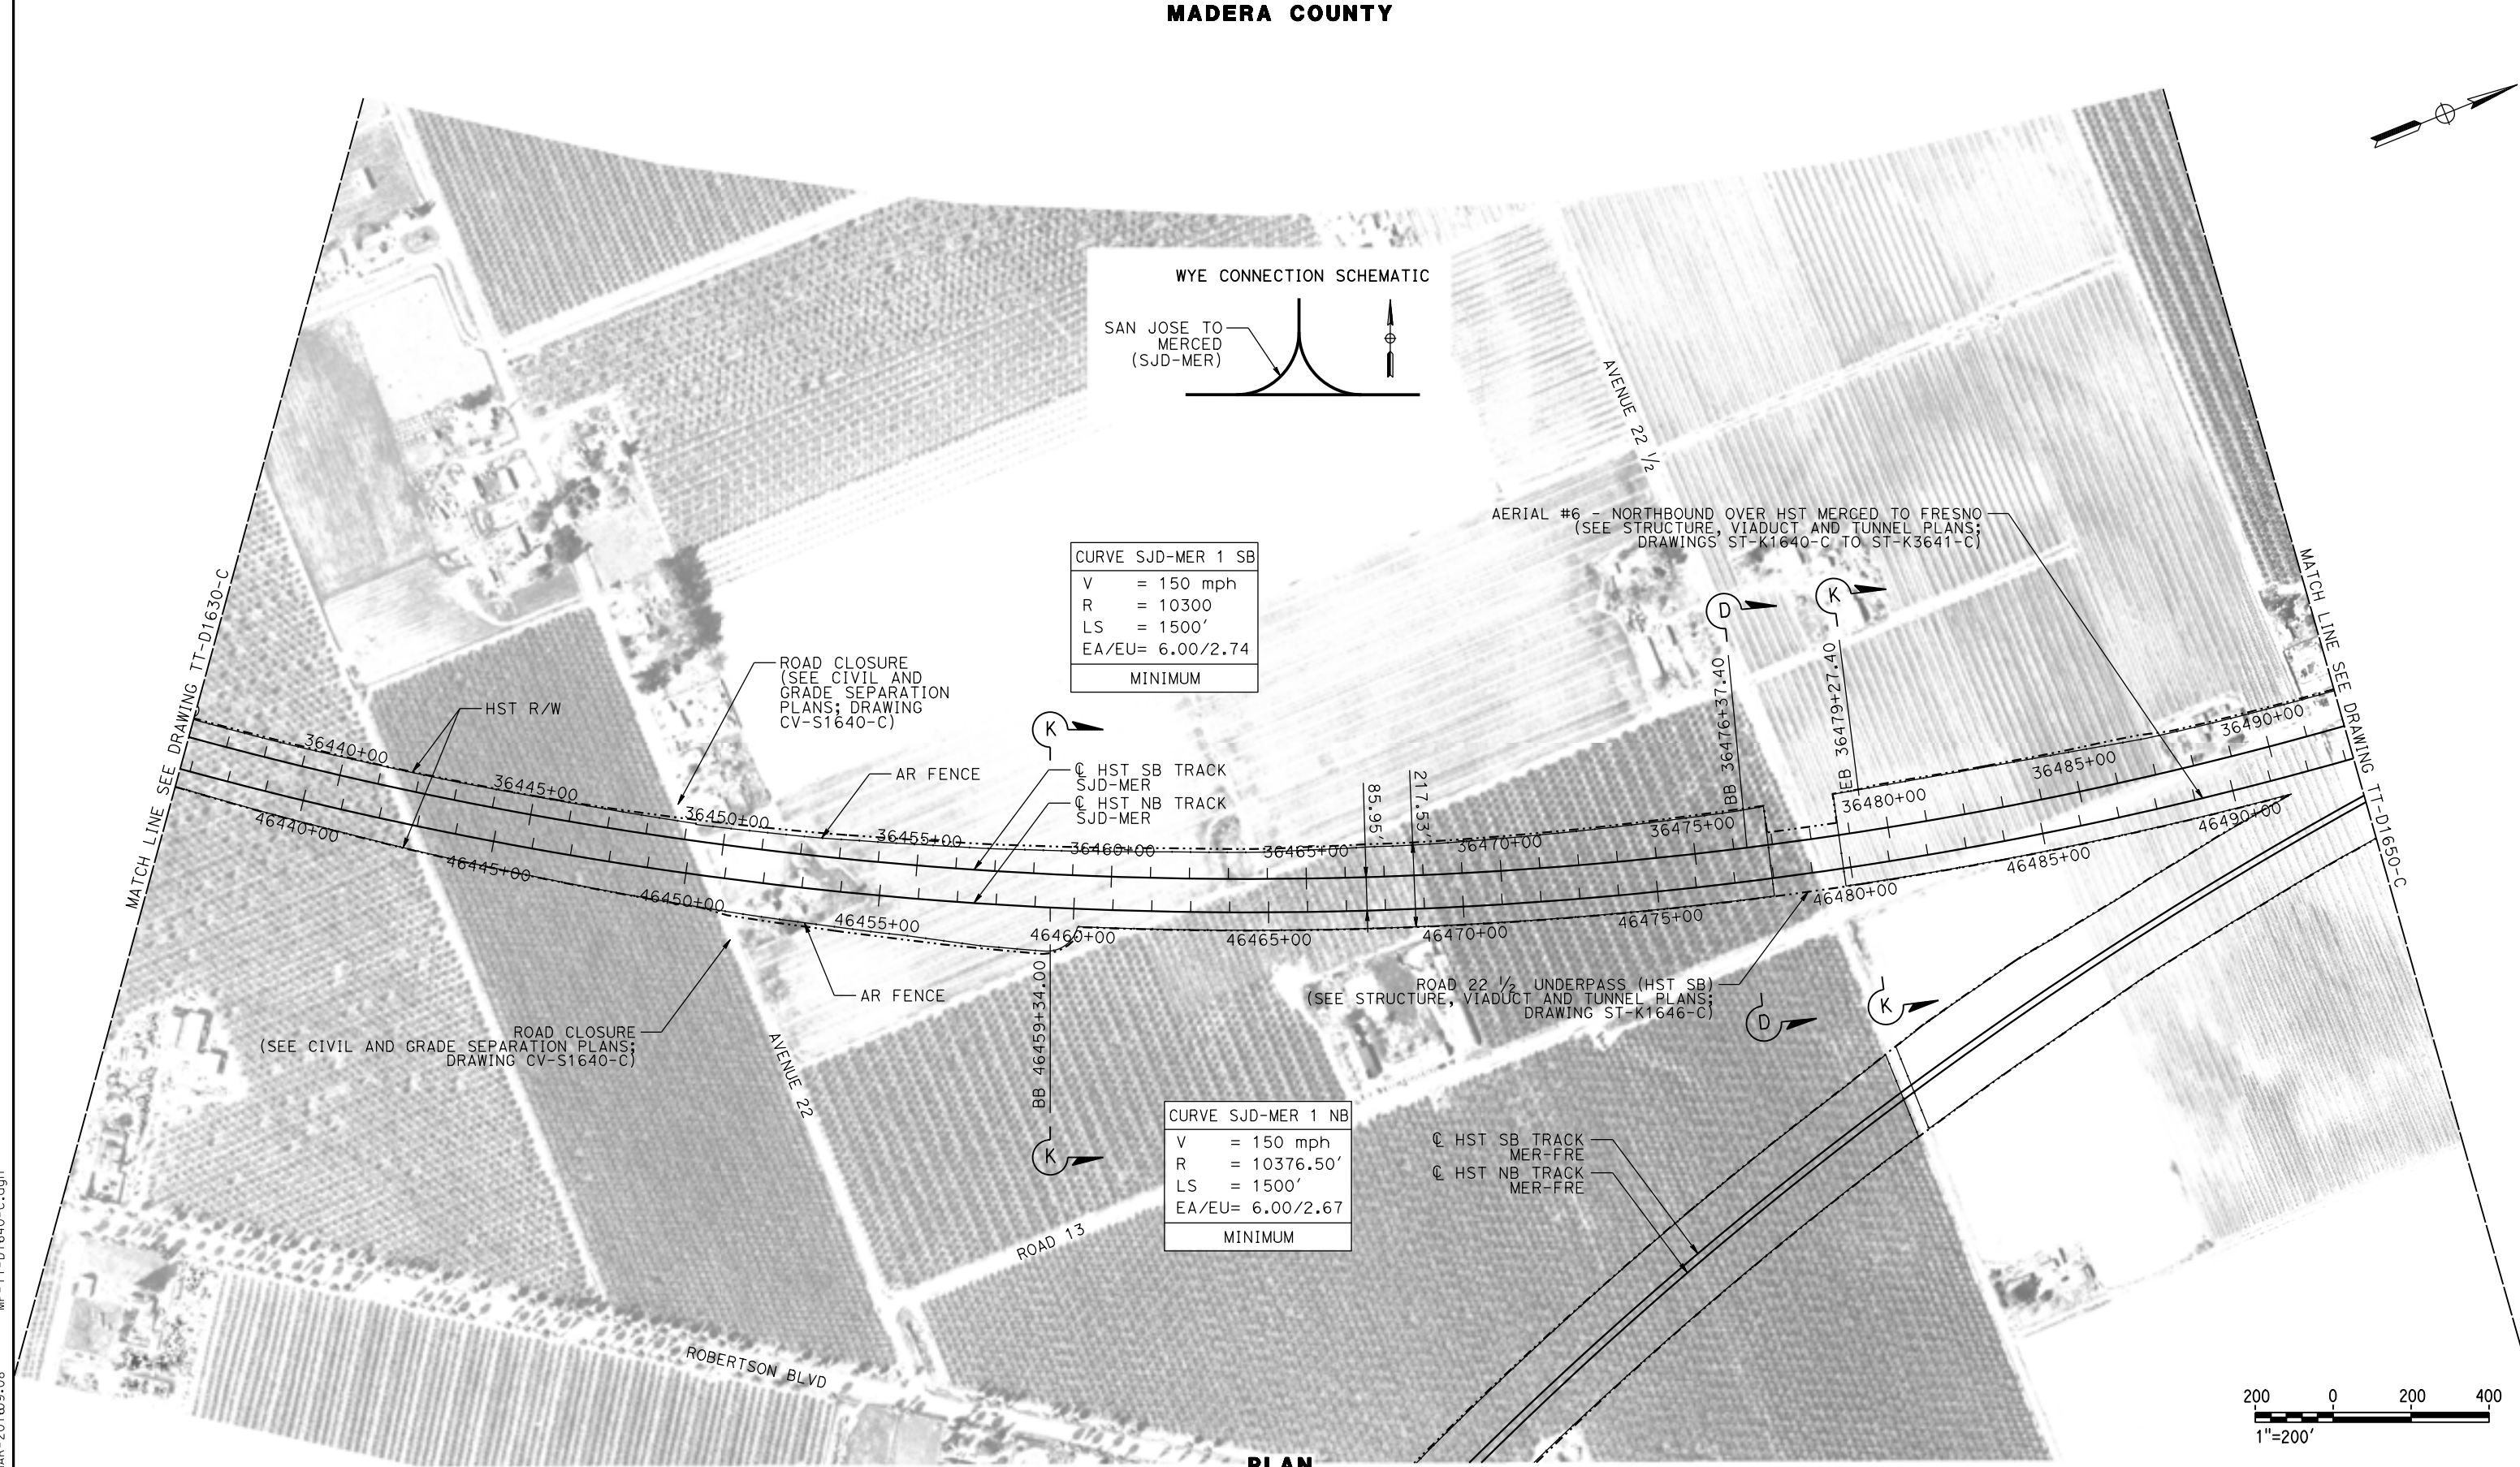 MADERA COUNTY
WYE CONNECTION SCHEMATIC
SAN JOSE TO
MERCED
(SJD-MER)
AVENUE 22 ½
AERIAL #6 - NORTHBOUND OVER HST MERCED TO FRESNO
(SEE STRUCTURE, VIADUCT AND TUNNEL PLANS;
DRAWINGS ST-K1640-C TO ST-K3641-C)
CURVE SJD-MER 1 SB
V = 150 mph
R = 10300
LS = 1500'
EA/EU= 6.00/2.74
MINIMUM
D
K
BB 36476+37.40
EB 36479+27.40
MATCH LINE SEE DRAWING TT-D1630-C
MATCH LINE SEE DRAWING TT-D1650-C
ROAD CLOSURE
(SEE CIVIL AND
GRADE SEPARATION
PLANS; DRAWING
CV-S1640-C)
HST R/W
K
AR FENCE
℄ HST SB TRACK
SJD-MER
℄ HST NB TRACK
SJD-MER
85.95'
217.53'
36440+00
36445+00
36450+00
36455+00
36460+00
36465+00
36470+00
36475+00
36480+00
36485+00
36490+00
46440+00
46445+00
46450+00
46455+00
46460+00
46465+00
46470+00
46475+00
46480+00
46485+00
46490+00
AR FENCE
BB 46459+34.00
ROAD 22 ½ UNDERPASS (HST SB)
(SEE STRUCTURE, VIADUCT AND TUNNEL PLANS;
DRAWING ST-K1646-C)
D
K
ROAD CLOSURE
(SEE CIVIL AND GRADE SEPARATION PLANS;
DRAWING CV-S1640-C)
AVENUE 22
K
CURVE SJD-MER 1 NB
V = 150 mph
R = 10376.50'
LS = 1500'
EA/EU= 6.00/2.67
MINIMUM
℄ HST SB TRACK
MER-FRE
℄ HST NB TRACK
MER-FRE
ROAD 13
ROBERTSON BLVD
200 0 200 400
1"=200'
PLAN